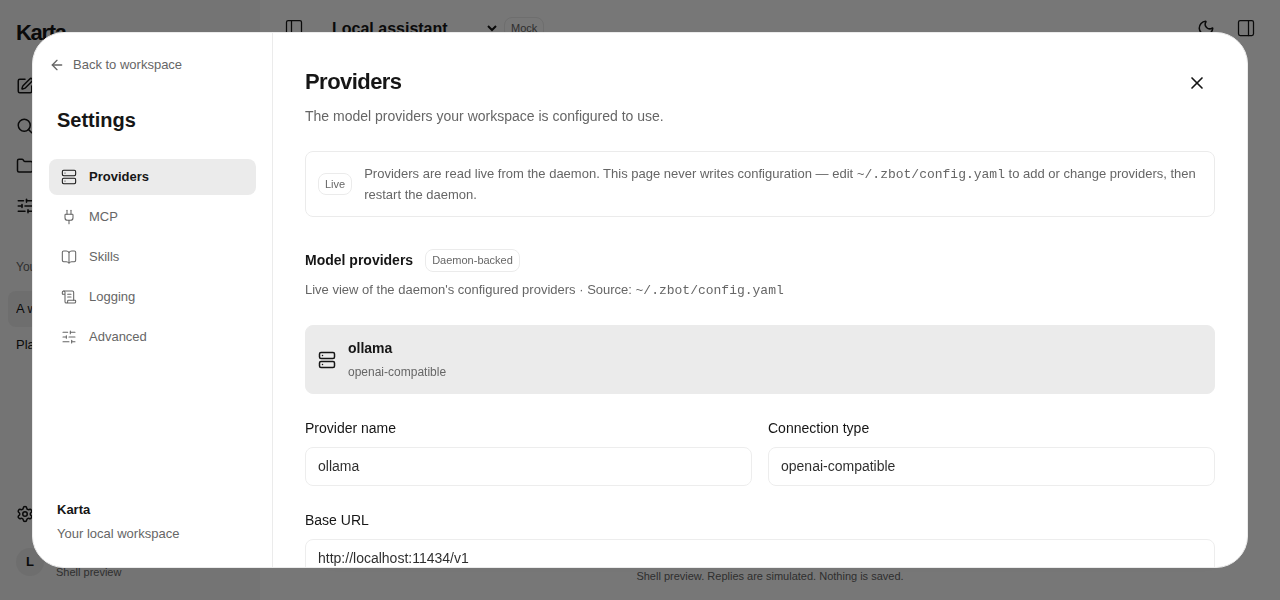 Karta
Local assistant
Mock
Back to workspace
Settings
Providers
MCP
Skills
Logging
Advanced
Karta
Your local workspace
Providers
The model providers your workspace is configured to use.
Live
Providers are read live from the daemon. This page never writes configuration — edit ~/.zbot/config.yaml to add or change providers, then
restart the daemon.
Model providers
Daemon-backed
Live view of the daemon's configured providers · Source: ~/.zbot/config.yaml
ollama
openai-compatible
Provider name
Connection type
ollama
openai-compatible
Base URL
http://localhost:11434/v1
L
Shell preview
Shell preview. Replies are simulated. Nothing is saved.